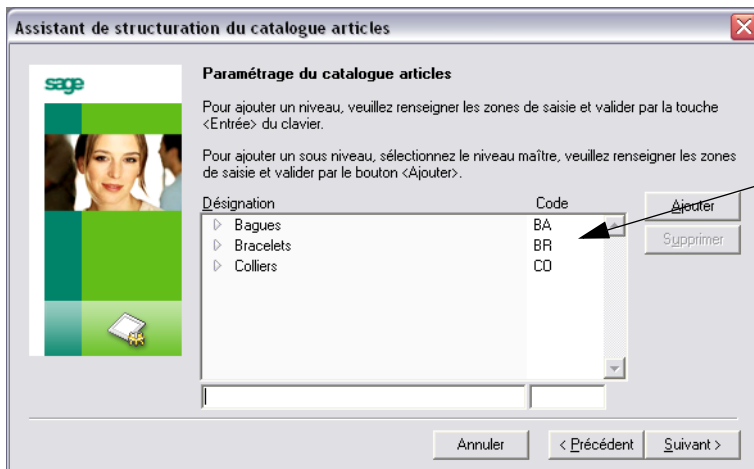 Assistant de structuration du catalogue articles
sage
Paramétrage du catalogue articles
Pour ajouter un niveau, veuillez renseigner les zones de saisie et valider par la touche
<Entrée> du clavier.
Pour ajouter un sous niveau, sélectionnez le niveau maître, veuillez renseigner les zones
de saisie et valider par le bouton <Ajouter>.
Désignation Code
Bagues BA
Bracelets BR
Colliers CO
Ajouter
Supprimer
Annuler < Précédent Suivant >